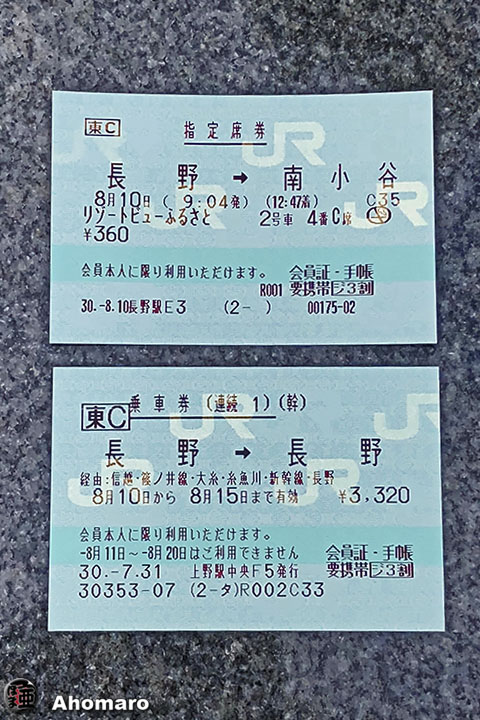 東C 指定席券
長野 → 南小谷
8月10日 ( 9:04発) (12:47着) C35
リゾートビューふるさと 2号車 4番C席
¥360
会員本人に限り利用いただけます。 会員証・手帳
R001 要携帯ジ3割
30.-8.10長野駅E3 (2- ) 00175-02
東C 乗車券 (連続 1) (幹)
長野 → 長野
経由:信越・篠ノ井線・大糸・糸魚川・新幹線・長野
8月10日から 8月15日まで有効 ¥3,320
会員本人に限り利用いただけます。
-8月11日〜-8月20日はご利用できません 会員証・手帳
30.-7.31 上野駅中央F5発行 要携帯ジ3割
30353-07 (2-タ)R002C33
JR
JR
JR
JR
JR
JR
JR
JR
Ahomaro